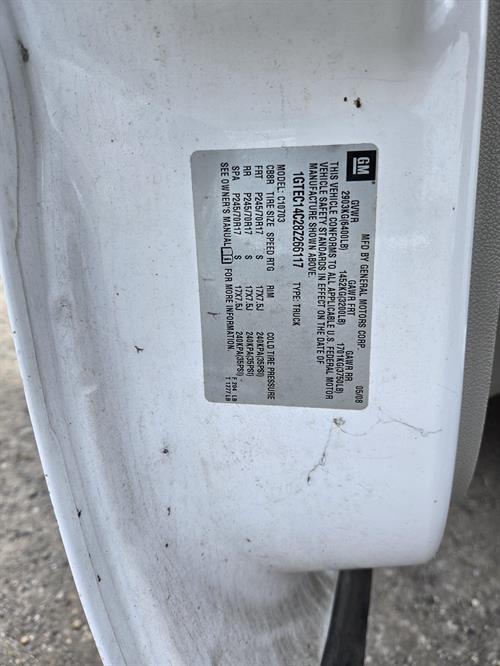 GM
MFD BY GENERAL MOTORS CORP. 05/08
GVWR GAWR FRT GAWR RR
2903KG(6400LB) 1452KG(3200LB) 1701KG(3750LB)
THIS VEHICLE CONFORMS TO ALL APPLICABLE U.S. FEDERAL MOTOR
VEHICLE SAFETY STANDARDS IN EFFECT ON THE DATE OF
MANUFACTURE SHOWN ABOVE.
1GTEC14C28Z266117 TYPE: TRUCK
MODEL: C10703
CBBR TIRE SIZE SPEED RTG RIM COLD TIRE PRESSURE
FRT P245/70R17 S 17X7.5J 240KPA(35PSI)
RR P245/70R17 S 17X7.5J 240KPA(35PSI)
SPA P245/70R17 S 17X7.5J 240KPA(35PSI)
SEE OWNER'S MANUAL FOR MORE INFORMATION.